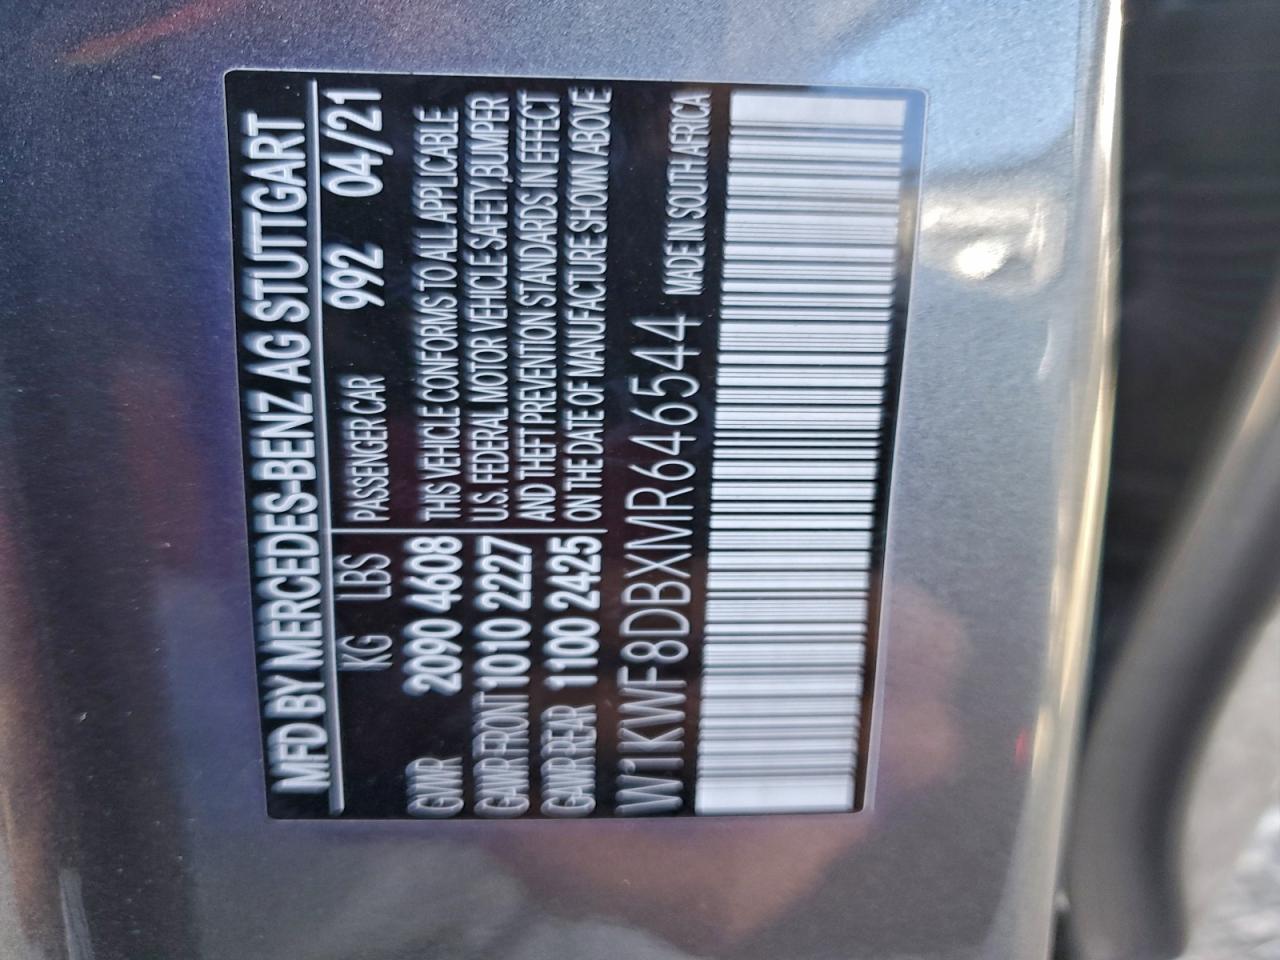 MFD BY MERCEDES-BENZ AG STUTTGART
KG LBS PASSENGER CAR 992 04/21
GVWR 2090 4608 THIS VEHICLE CONFORMS TO ALL APPLICABLE
GAWR FRONT 1010 2227 U.S. FEDERAL MOTOR VEHICLE SAFETY,BUMPER
GAWR REAR 1100 2425 AND THEFT PREVENTION STANDARDS IN EFFECT
ON THE DATE OF MANUFACTURE SHOWN ABOVE
W1KWF8DBXMR646544 MADE IN SOUTH AFRICA